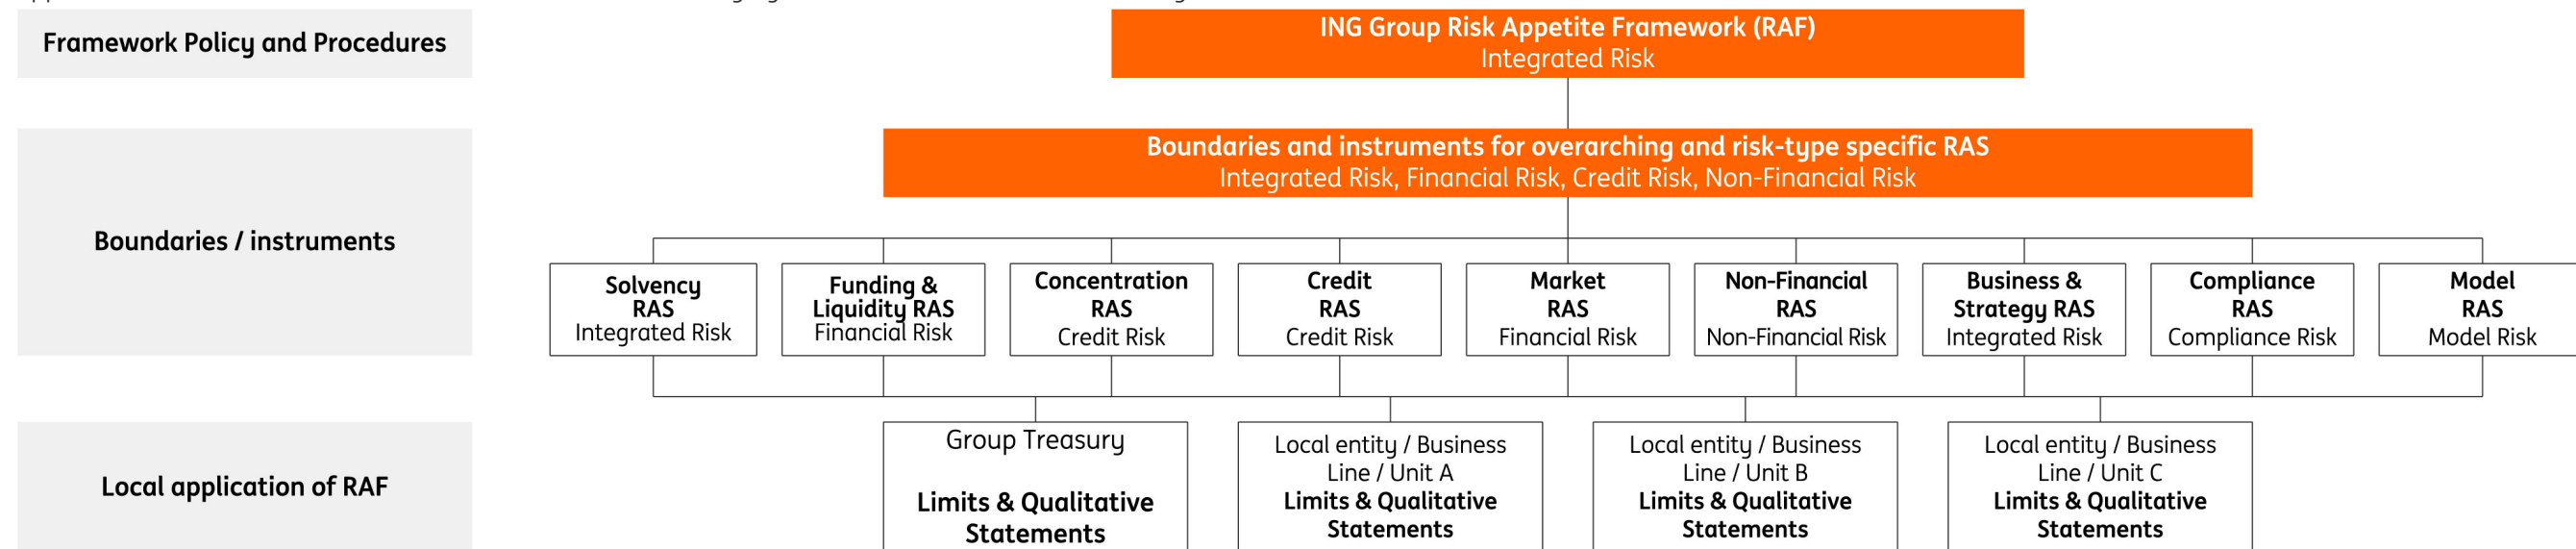 Framework Policy and Procedures
ING Group Risk Appetite Framework (RAF)
Integrated Risk
Boundaries / instruments
Boundaries and instruments for overarching and risk-type specific RAS
Integrated Risk, Financial Risk, Credit Risk, Non-Financial Risk
Solvency
RAS
Integrated Risk
Funding &
Liquidity RAS
Financial Risk
Concentration
RAS
Credit Risk
Credit
RAS
Credit Risk
Market
RAS
Financial Risk
Non-Financial
RAS
Non-Financial Risk
Business &
Strategy RAS
Integrated Risk
Compliance
RAS
Compliance Risk
Model
RAS
Model Risk
Local application of RAF
Group Treasury
Limits & Qualitative
Statements
Local entity / Business
Line / Unit A
Limits & Qualitative
Statements
Local entity / Business
Line / Unit B
Limits & Qualitative
Statements
Local entity / Business
Line / Unit C
Limits & Qualitative
Statements